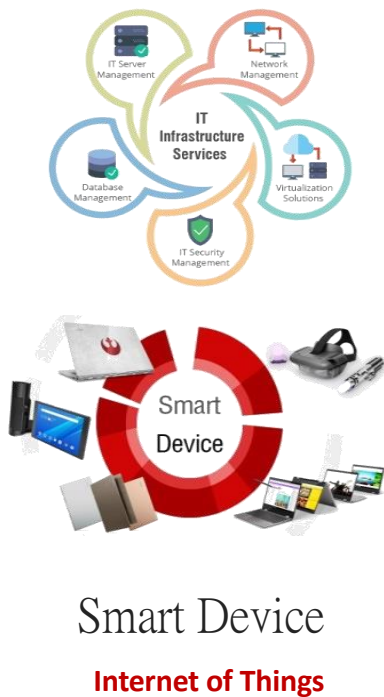 IT Server
Management
Network
Management
IT
Infrastructure
Services
Database
Management
Virtualization
Solutions
IT Security
Management
Smart
Device
Smart Device
Internet of Things